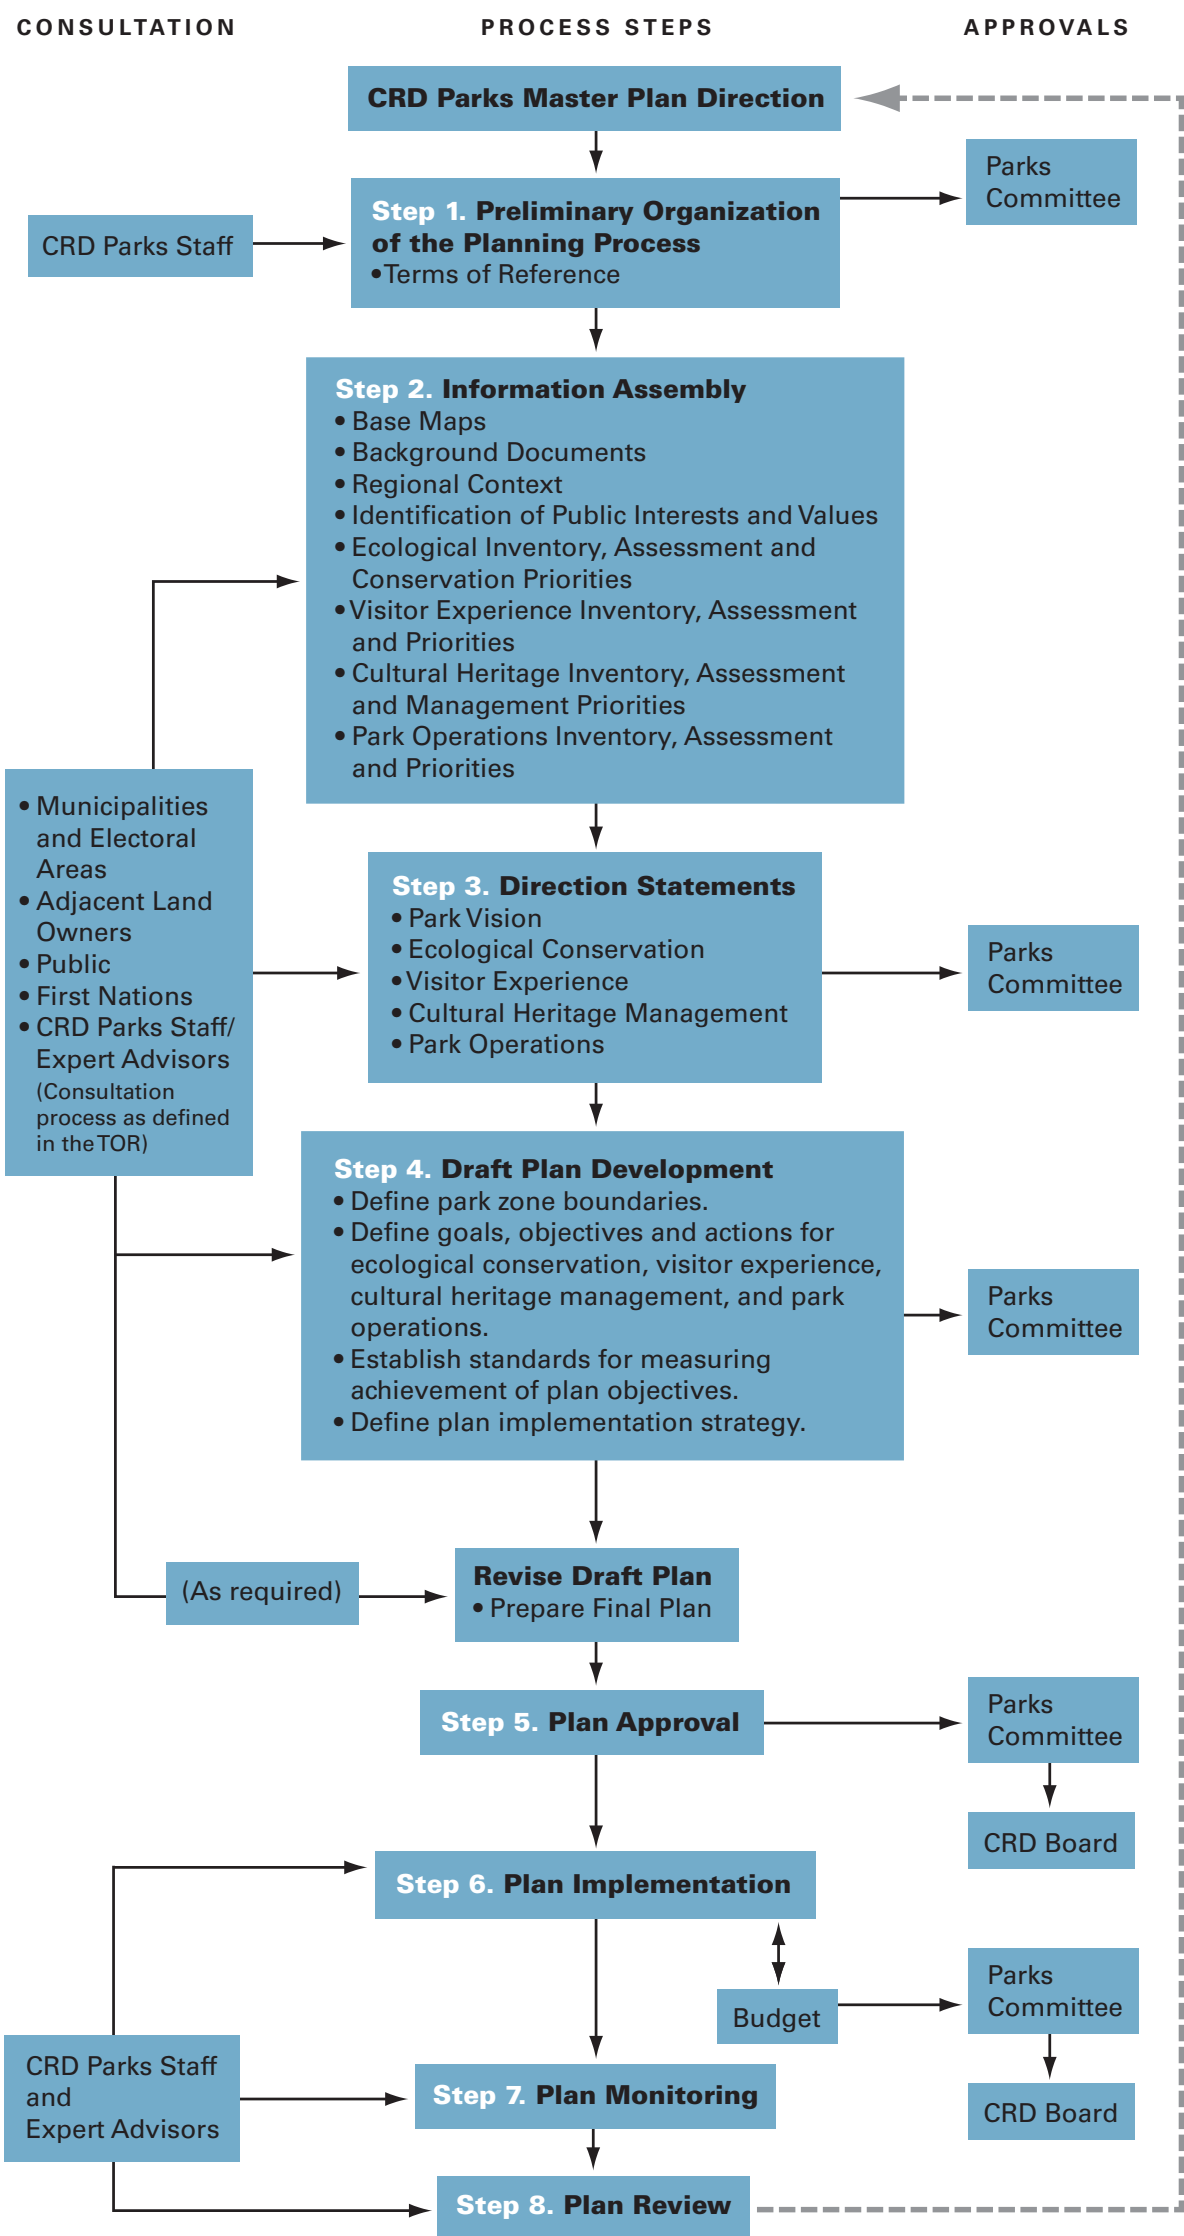 CONSULTATION
PROCESS STEPS
APPROVALS
CRD Parks Master Plan Direction
Parks
Committee
Step 1. Preliminary Organization
of the Planning Process
• Terms of Reference
CRD Parks Staff
Step 2. Information Assembly
• Base Maps
• Background Documents
• Regional Context
• Identification of Public Interests and Values
• Ecological Inventory, Assessment and
Conservation Priorities
• Visitor Experience Inventory, Assessment
and Priorities
• Cultural Heritage Inventory, Assessment
and Management Priorities
• Park Operations Inventory, Assessment
and Priorities
• Municipalities
and Electoral
Areas
• Adjacent Land
Owners
• Public
• First Nations
• CRD Parks Staff/
Expert Advisors
(Consultation
process as defined
in the TOR)
Step 3. Direction Statements
• Park Vision
• Ecological Conservation
• Visitor Experience
• Cultural Heritage Management
• Park Operations
Parks
Committee
Step 4. Draft Plan Development
• Define park zone boundaries.
• Define goals, objectives and actions for
ecological conservation, visitor experience,
cultural heritage management, and park
operations.
• Establish standards for measuring
achievement of plan objectives.
• Define plan implementation strategy.
Parks
Committee
(As required)
Revise Draft Plan
• Prepare Final Plan
Step 5. Plan Approval
Parks
Committee
CRD Board
Step 6. Plan Implementation
Budget
Parks
Committee
CRD Board
CRD Parks Staff
and
Expert Advisors
Step 7. Plan Monitoring
Step 8. Plan Review